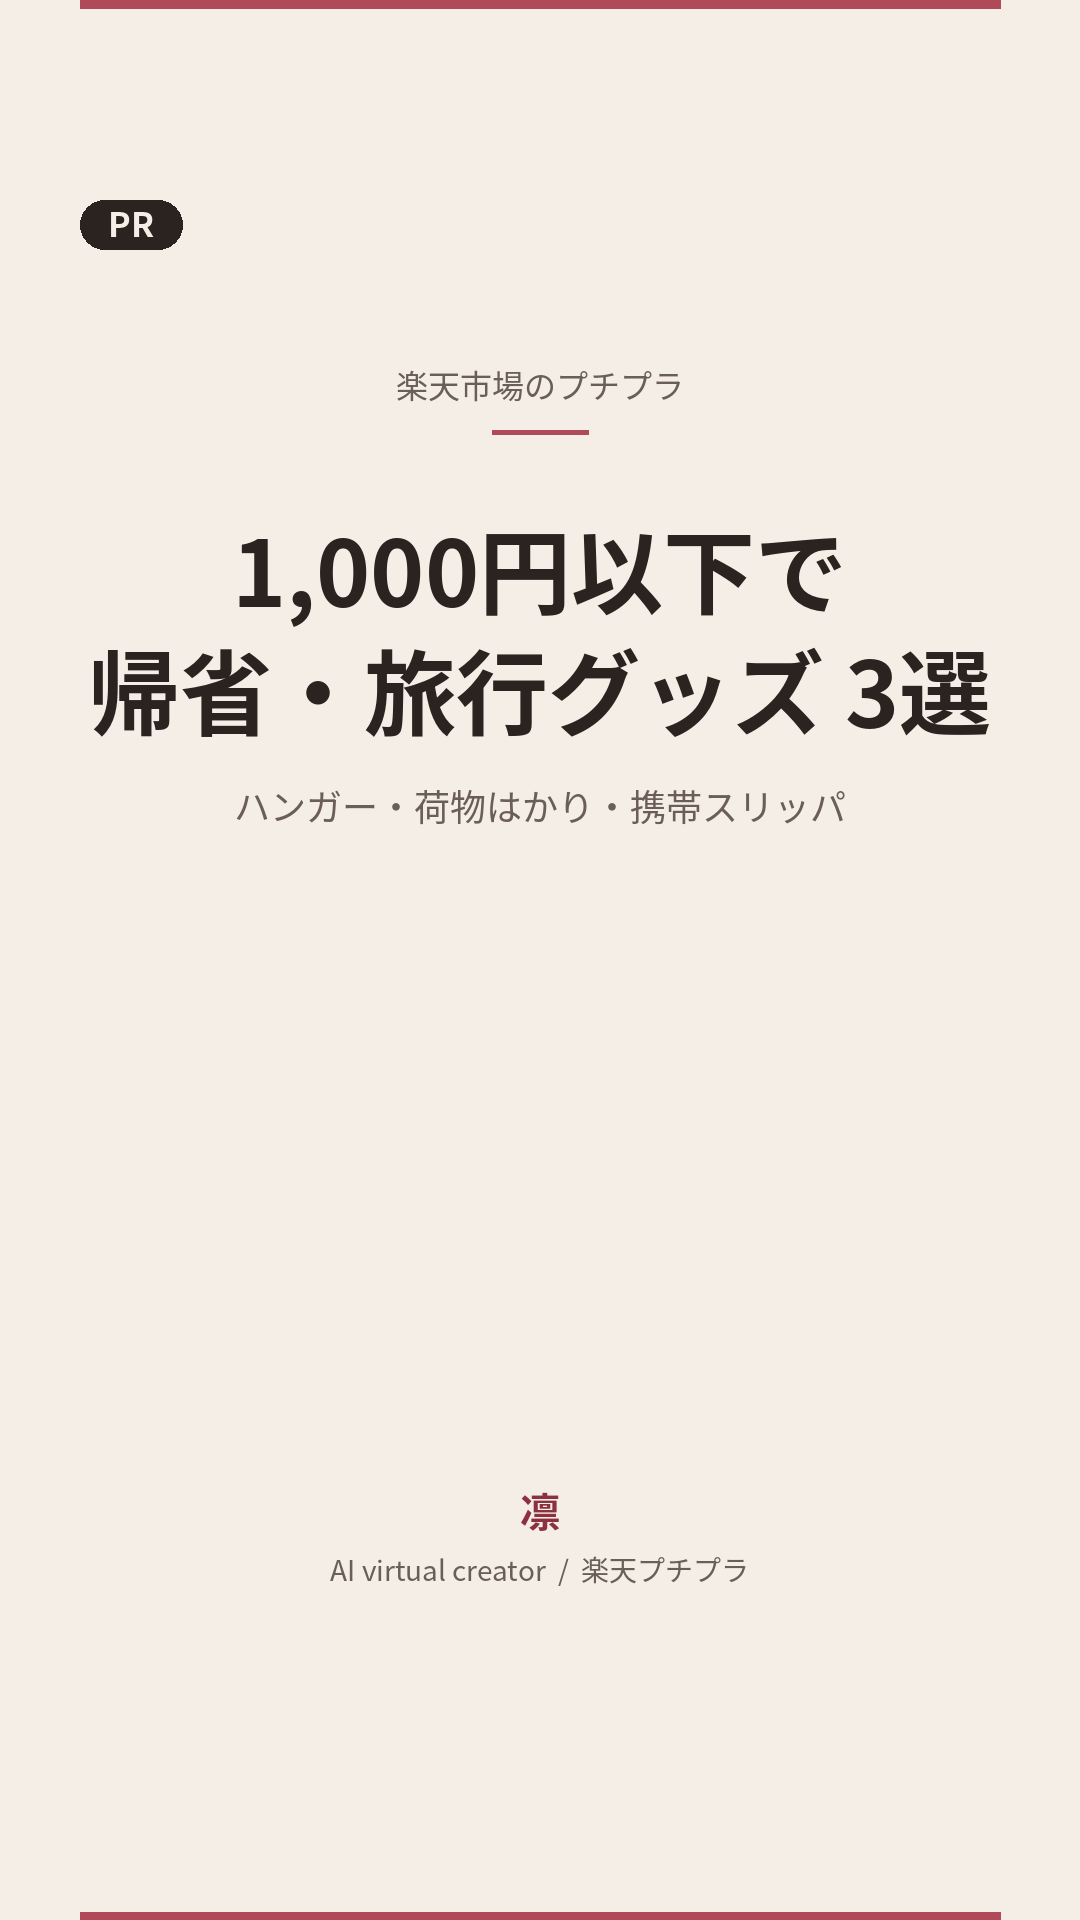 PR
楽天市場のプチプラ
1,000円以下で
帰省・旅行グッズ 3選
ハンガー・荷物はかり・携帯スリッパ
凛
AI virtual creator / 楽天プチプラ